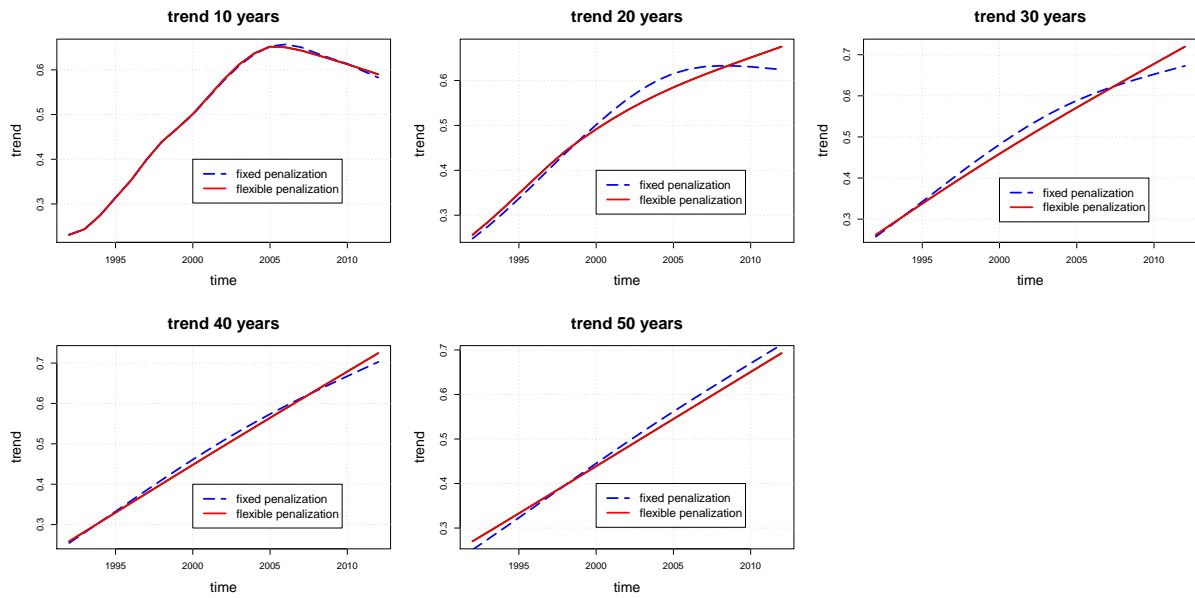 trend 10 years
trend
0.3 0.4 0.5 0.6
fixed penalization
flexible penalization
1995 2000 2005 2010
time
trend 20 years
trend
0.3 0.4 0.5 0.6
fixed penalization
flexible penalization
1995 2000 2005 2010
time
trend 30 years
trend
0.3 0.4 0.5 0.6 0.7
fixed penalization
flexible penalization
1995 2000 2005 2010
time
trend 40 years
trend
0.3 0.4 0.5 0.6 0.7
fixed penalization
flexible penalization
1995 2000 2005 2010
time
trend 50 years
trend
0.3 0.4 0.5 0.6 0.7
fixed penalization
flexible penalization
1995 2000 2005 2010
time